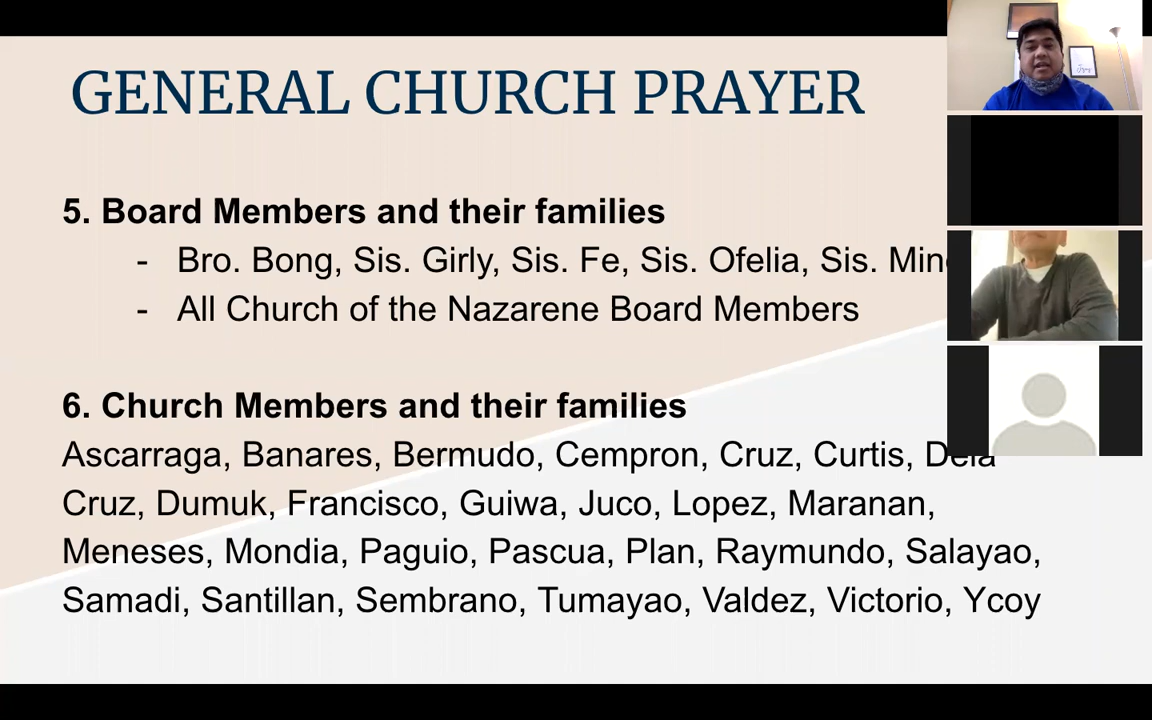 GENERAL CHURCH PRAYER
5. Board Members and their families
- Bro. Bong, Sis. Girly, Sis. Fe, Sis. Ofelia, Sis.
- All Church of the Nazarene Board Members
6. Church Members and their families
Ascarraga, Banares, Bermudo, Cempron, Cruz, Curtis, Dela
Cruz, Dumuk, Francisco, Guiwa, Juco, Lopez, Maranan,
Meneses, Mondia, Paguio, Pascua, Plan, Raymundo, Salayao,
Samadi, Santillan, Sembrano, Tumayao, Valdez, Victorio, Ycoy